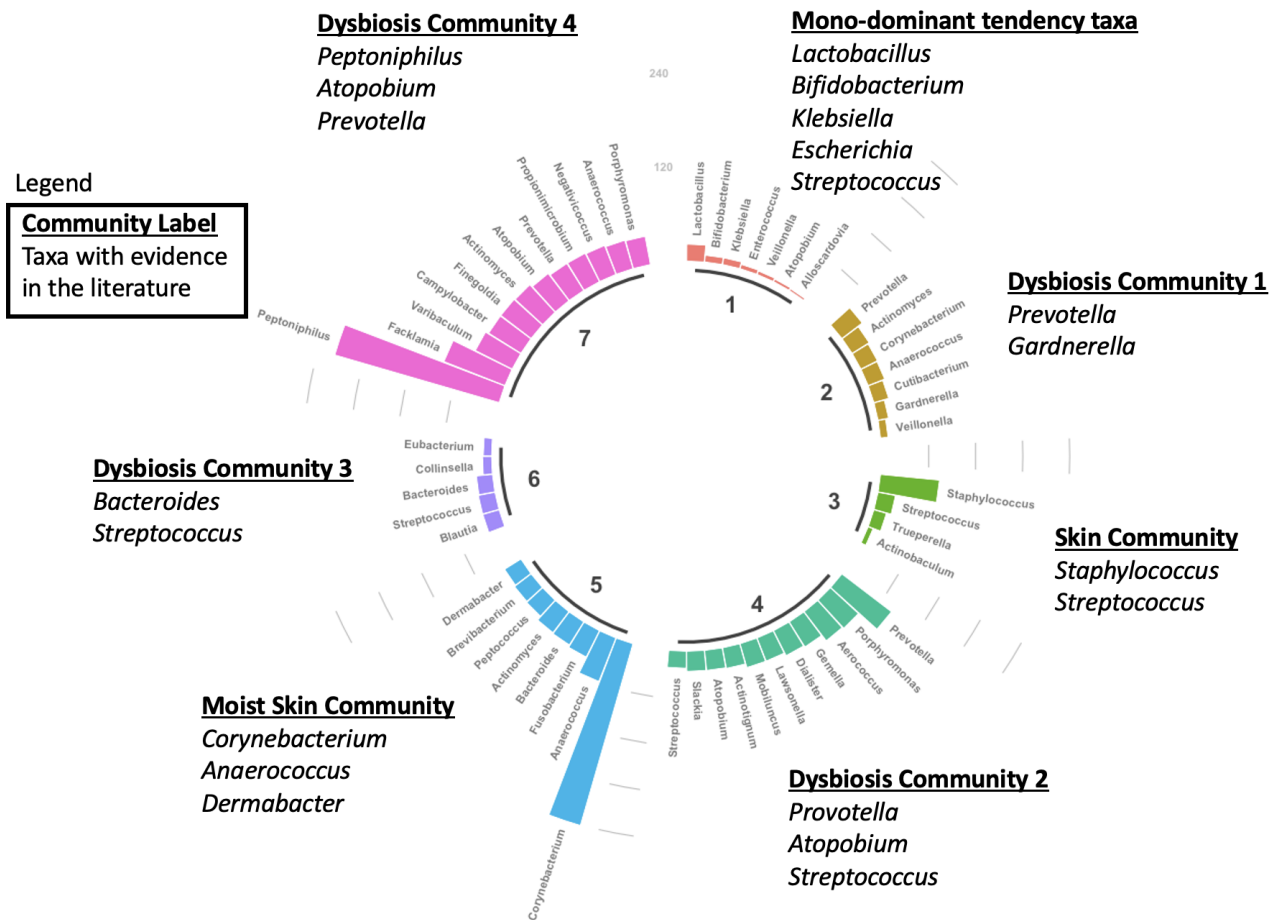 Dysbiosis Community 4
Peptoniphilus
Atopobium
Prevotella
Mono-dominant tendency taxa
Lactobacillus
Bifidobacterium
Klebsiella
Escherichia
Streptococcus
240
120
Legend
Community Label
Taxa with evidence
in the literature
Dysbiosis Community 1
Prevotella
Gardnerella
Dysbiosis Community 3
Bacteroides
Streptococcus
Skin Community
Staphylococcus
Streptococcus
Moist Skin Community
Corynebacterium
Anaerococcus
Dermabacter
Dysbiosis Community 2
Provotella
Atopobium
Streptococcus
1
Lactobacillus
Bifidobacterium
Klebsiella
Enterococcus
Veillonella
Atopobium
Alloscardovia
2
Prevotella
Actinomyces
Corynebacterium
Anaerococcus
Cutibacterium
Gardnerella
Veillonella
3
Staphylococcus
Streptococcus
Trueperella
Actinobaculum
4
Prevotella
Porphyromonas
Aerococcus
Gemella
Dialister
Lawsonella
Mobiluncus
Actinotignum
Atopobium
Slackia
Streptococcus
5
Corynebacterium
Anaerococcus
Fusobacterium
Bacteroides
Actinomyces
Peptococcus
Brevibacterium
Dermabacter
6
Blautia
Streptococcus
Bacteroides
Collinsella
Eubacterium
7
Peptoniphilus
Facklamia
Varibaculum
Campylobacter
Finegoldia
Actinomyces
Atopobium
Prevotella
Propionimicrobium
Negativicoccus
Anaerococcus
Porphyromonas